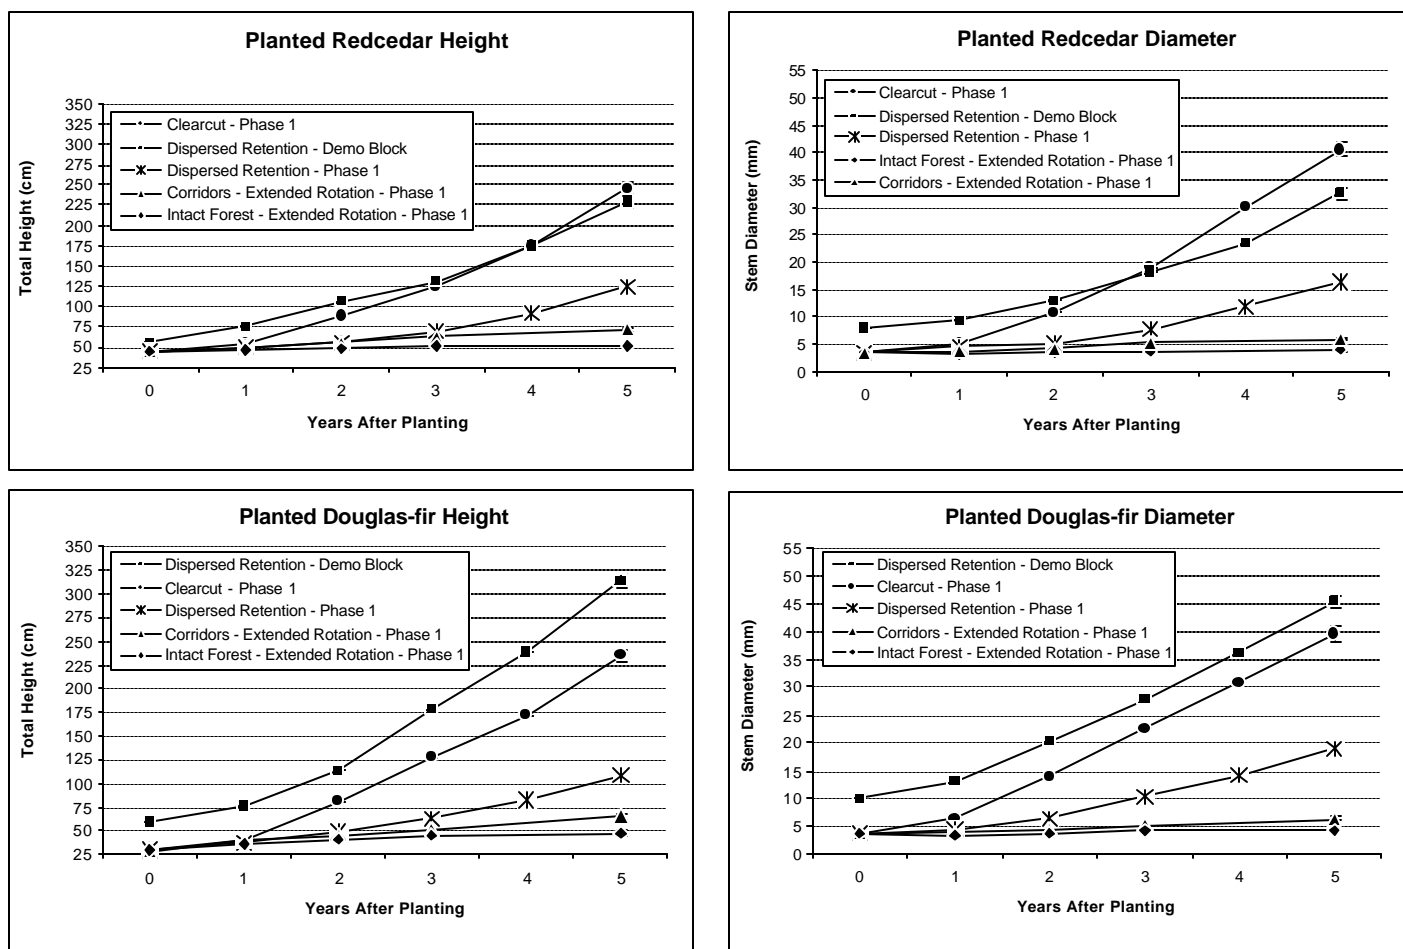 Planted Redcedar Height
350
325
300
275
250
225
200
175
150
125
100
75
50
25
Total Height (cm)
Clearcut - Phase 1
Dispersed Retention - Demo Block
Dispersed Retention - Phase 1
Corridors - Extended Rotation - Phase 1
Intact Forest - Extended Rotation - Phase 1
0 1 2 3 4 5
Years After Planting
Planted Redcedar Diameter
55
50
45
40
35
30
25
20
15
10
5
0
Stem Diameter (mm)
Clearcut - Phase 1
Dispersed Retention - Demo Block
Dispersed Retention - Phase 1
Intact Forest - Extended Rotation - Phase 1
Corridors - Extended Rotation - Phase 1
0 1 2 3 4 5
Years After Planting
Planted Douglas-fir Height
350
325
300
275
250
225
200
175
150
125
100
75
50
25
Total Height (cm)
Dispersed Retention - Demo Block
Clearcut - Phase 1
Dispersed Retention - Phase 1
Corridors - Extended Rotation - Phase 1
Intact Forest - Extended Rotation - Phase 1
0 1 2 3 4 5
Years After Planting
Planted Douglas-fir Diameter
55
50
45
40
35
30
25
20
15
10
5
0
Stem Diameter (mm)
Dispersed Retention - Demo Block
Clearcut - Phase 1
Dispersed Retention - Phase 1
Corridors - Extended Rotation - Phase 1
Intact Forest - Extended Rotation - Phase 1
0 1 2 3 4 5
Years After Planting